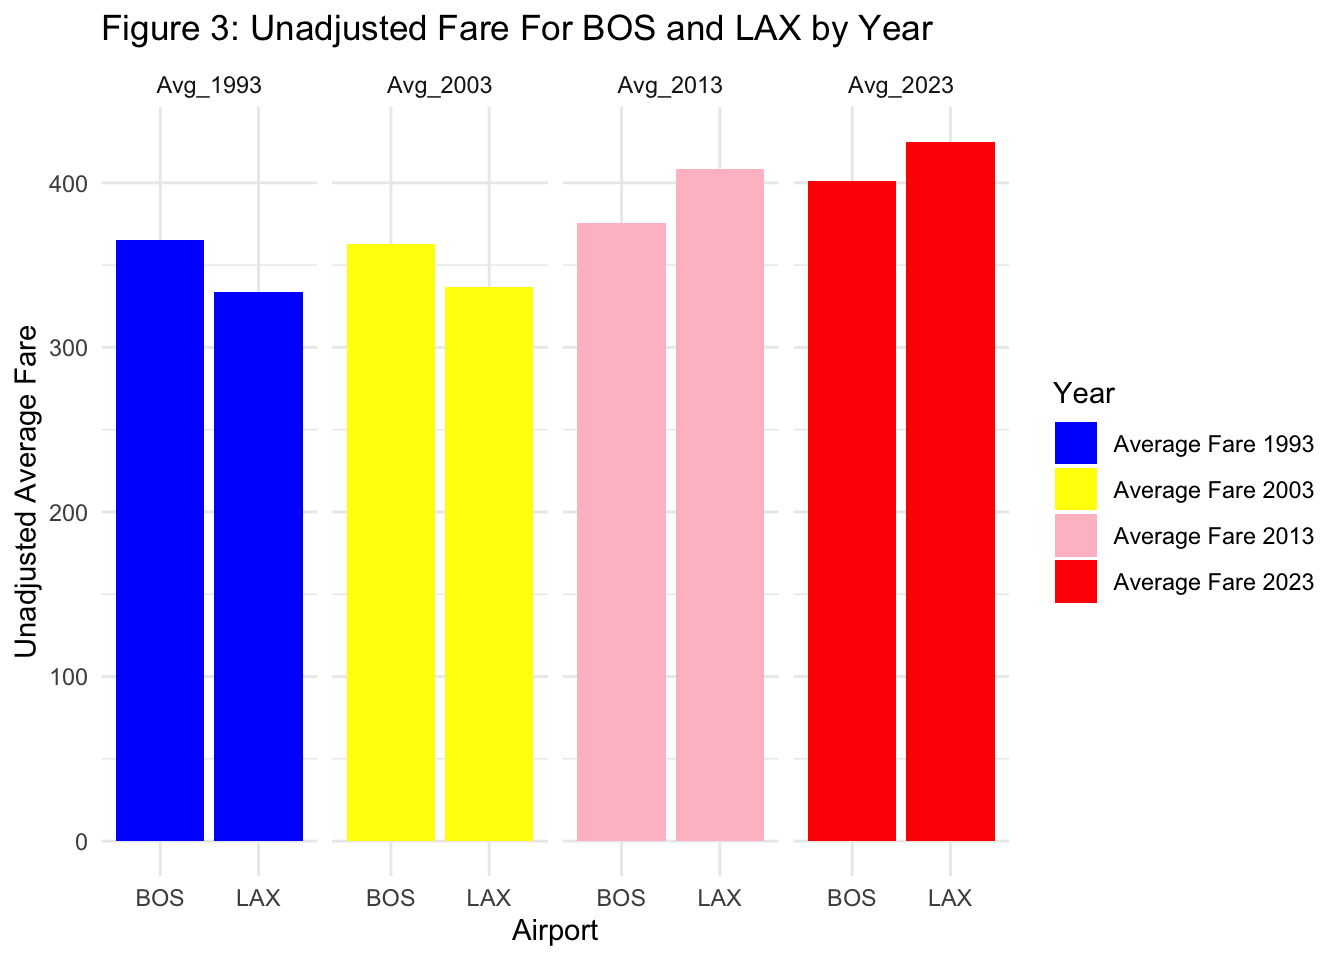 Figure 3: Unadjusted Fare For BOS and LAX by Year
Avg_1993 Avg_2003 Avg_2013 Avg_2023
400
300
200
100
0
Unadjusted Average Fare
BOS LAX BOS LAX BOS LAX BOS LAX
Airport
Year
Average Fare 1993
Average Fare 2003
Average Fare 2013
Average Fare 2023